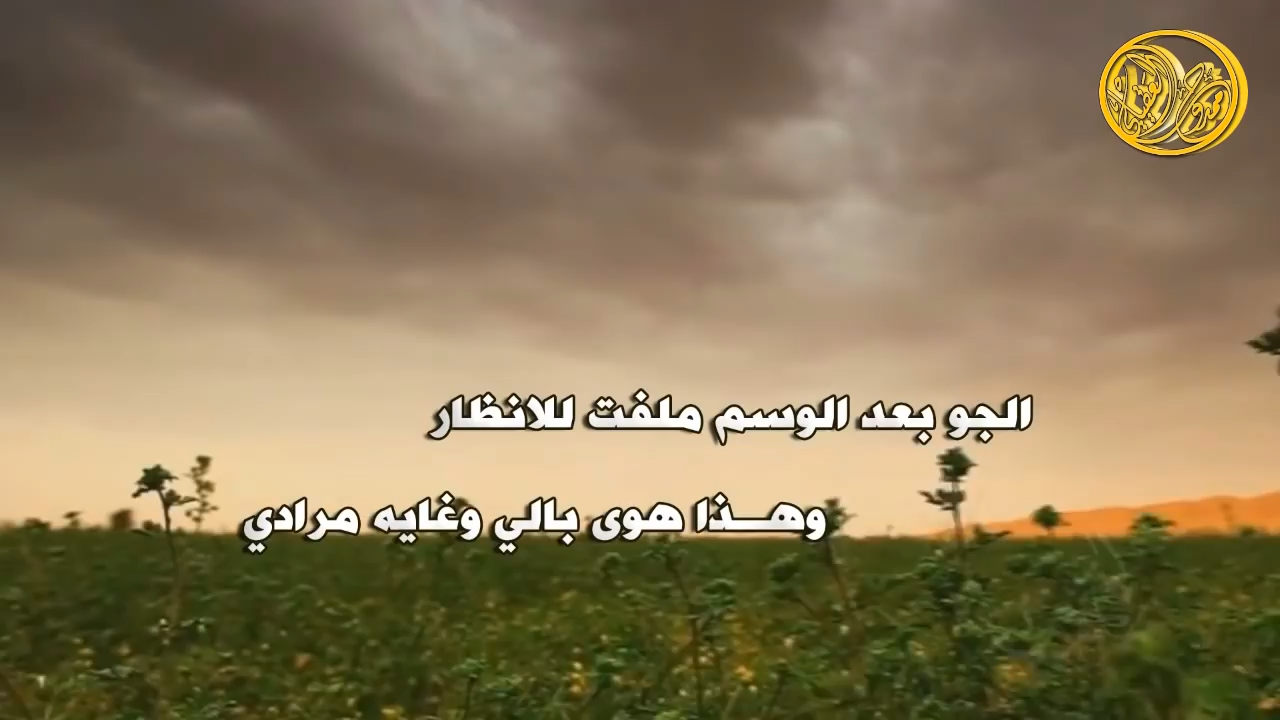 الجو بعد الوسم ملفت للانظار
وهـــذا هوى بالي وغايه مرادي